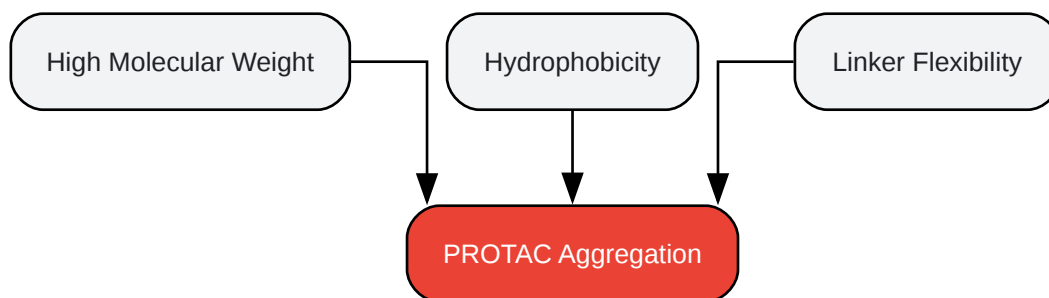 High Molecular Weight
Hydrophobicity
Linker Flexibility
PROTAC Aggregation